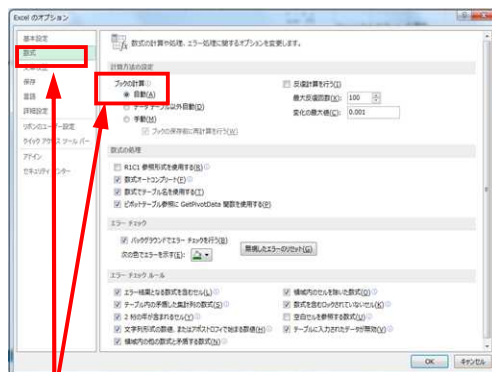 Excel のオプション
基本設定
数式
保存
言語
詳細設定
リボンのユーザー設定
クイック アクセス ツール バー
アドイン
セキュリティ センター
数式の計算や処理、エラー処理に関するオプションを変更します。
計算方法の設定
ブックの計算
自動(A)
データ テーブル以外自動(D)
手動(M)
ブックの保存前に再計算を行う(W)
反復計算を行う(I)
最大反復回数(X): 100
変化の最大値(C): 0.001
数式の処理
R1C1 参照形式を使用する(R)
数式オートコンプリート(F)
数式でテーブル名を使用する(T)
ピボットテーブル参照に GetPivotData 関数を使用する(P)
エラー チェック
バックグラウンドでエラー チェックを行う(B)
次の色でエラーを示す(E):
無視したエラーのリセット(G)
エラー チェック ルール
エラー結果となる数式を含むセル(L)
テーブル内の矛盾した集計列の数式(S)
2 桁の年が含まれるセル(Y)
文字列形式の数値、またはアポストロフィで始まる数値(H)
領域内の他の数式と矛盾する数式(N)
領域内のセルを除いた数式(O)
数式を含むロックされていないセル(K)
空白セルを参照する数式(U)
テーブルに入力されたデータが無効(V)
OK
キャンセル